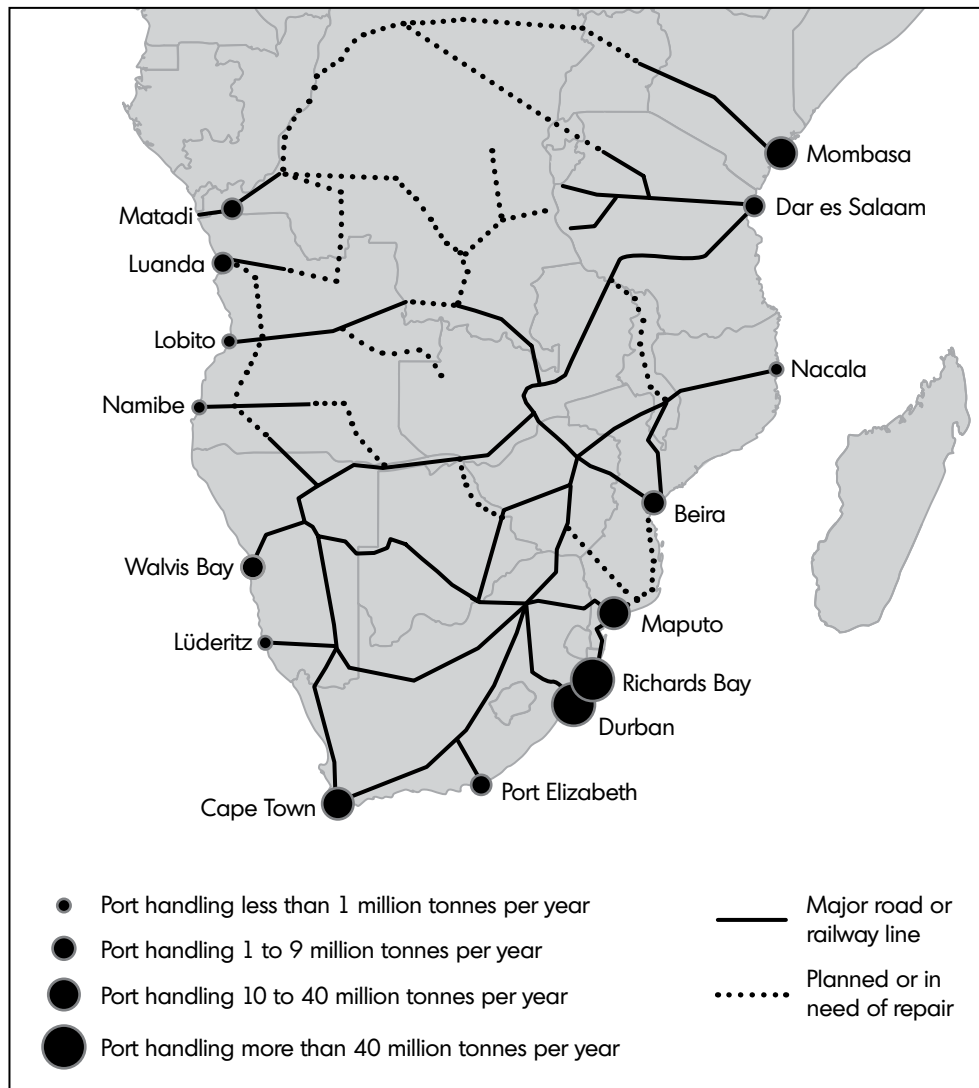 Mombasa
Matadi
Dar es Salaam
Luanda
Lobito
Nacala
Namibe
Beira
Walvis Bay
Maputo
Lüderitz
Richards Bay
Durban
Port Elizabeth
Cape Town
Port handling less than 1 million tonnes per year
Port handling 1 to 9 million tonnes per year
Port handling 10 to 40 million tonnes per year
Port handling more than 40 million tonnes per year
Major road or
railway line
Planned or in
need of repair